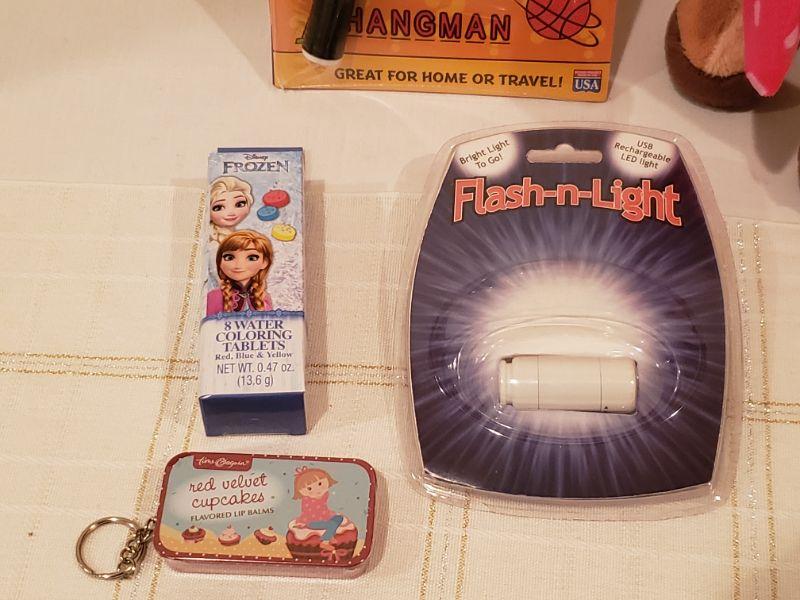 HANGMAN
GREAT FOR HOME OR TRAVEL!
USA
Disney
FROZEN
8 WATER
COLORING
TABLETS
Red, Blue & Yellow
NET WT. 0.47 oz.
(13.6 g)
Bright Light
To Go!
USB
Rechargeable
LED light
Flash-n-Light
red velvet
cupcakes
FLAVORED LIP BALMS